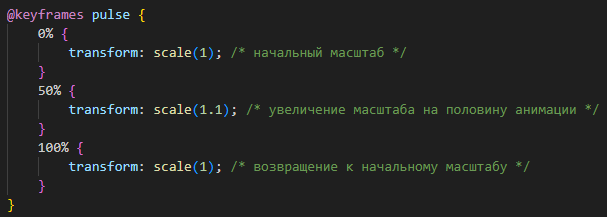 @keyframes pulse {
0% {
transform: scale(1); /* начальный масштаб */
}
50% {
transform: scale(1.1); /* увеличение масштаба на половину анимации */
}
100% {
transform: scale(1); /* возвращение к начальному масштабу */
}
}